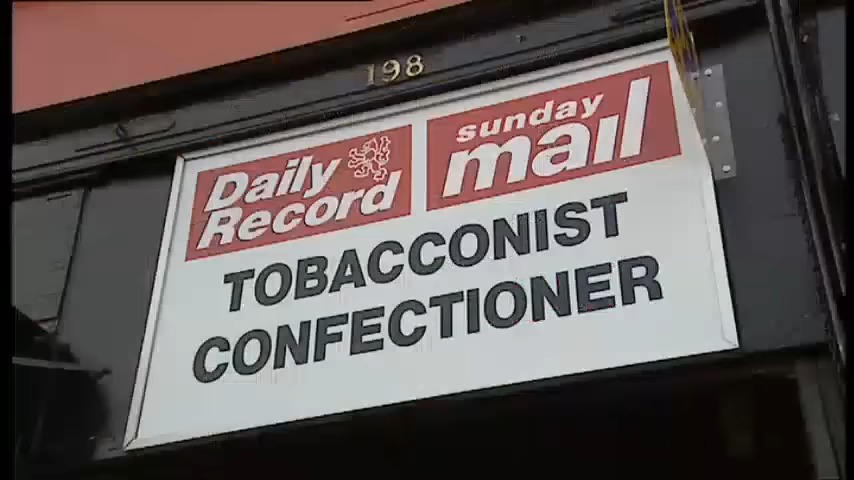 198
Daily
Record
sunday
mail
TOBACCONIST
CONFECTIONER